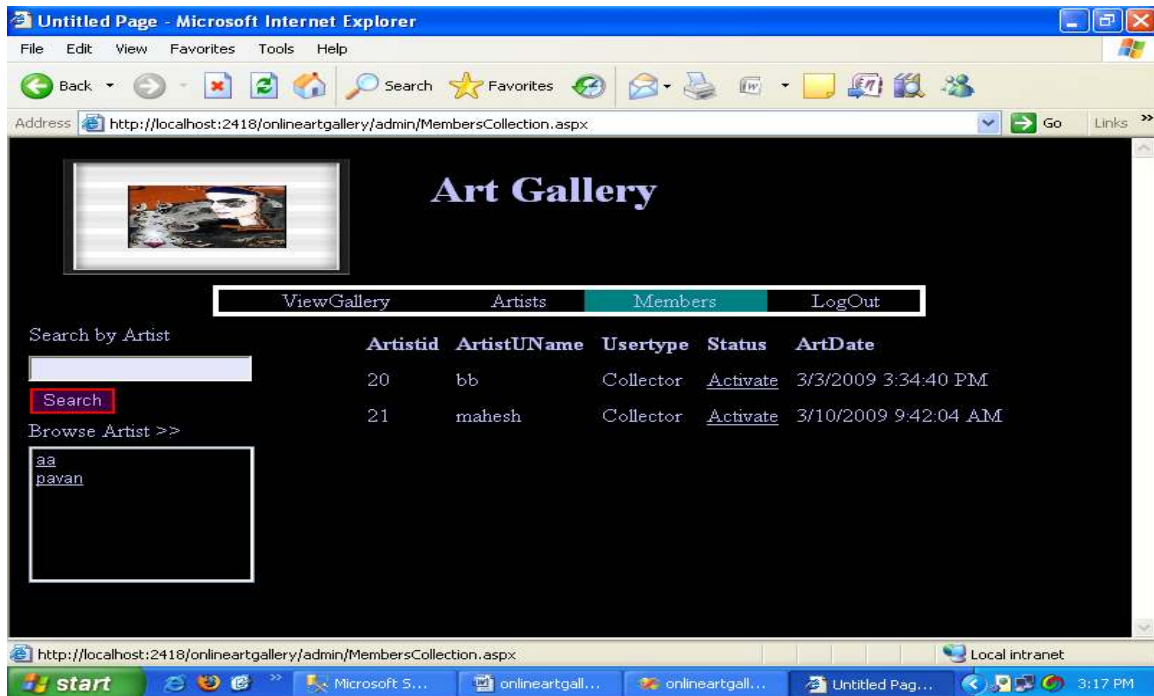 Untitled Page - Microsoft Internet Explorer
File Edit View Favorites Tools Help
Back Search Favorites
Address http://localhost:2418/onlineartgallery/admin/MembersCollection.aspx Go Links »
Art Gallery
ViewGallery Artists Members LogOut
Search by Artist
Search
Browse Artist >>
aa
pavan
Artistid ArtistUName Usertype Status ArtDate
20 bb Collector Activate 3/3/2009 3:34:40 PM
21 mahesh Collector Activate 3/10/2009 9:42:04 AM
http://localhost:2418/onlineartgallery/admin/MembersCollection.aspx Local intranet
start » Microsoft S... onlineartgall... onlineartgall... Untitled Pag... 3:17 PM